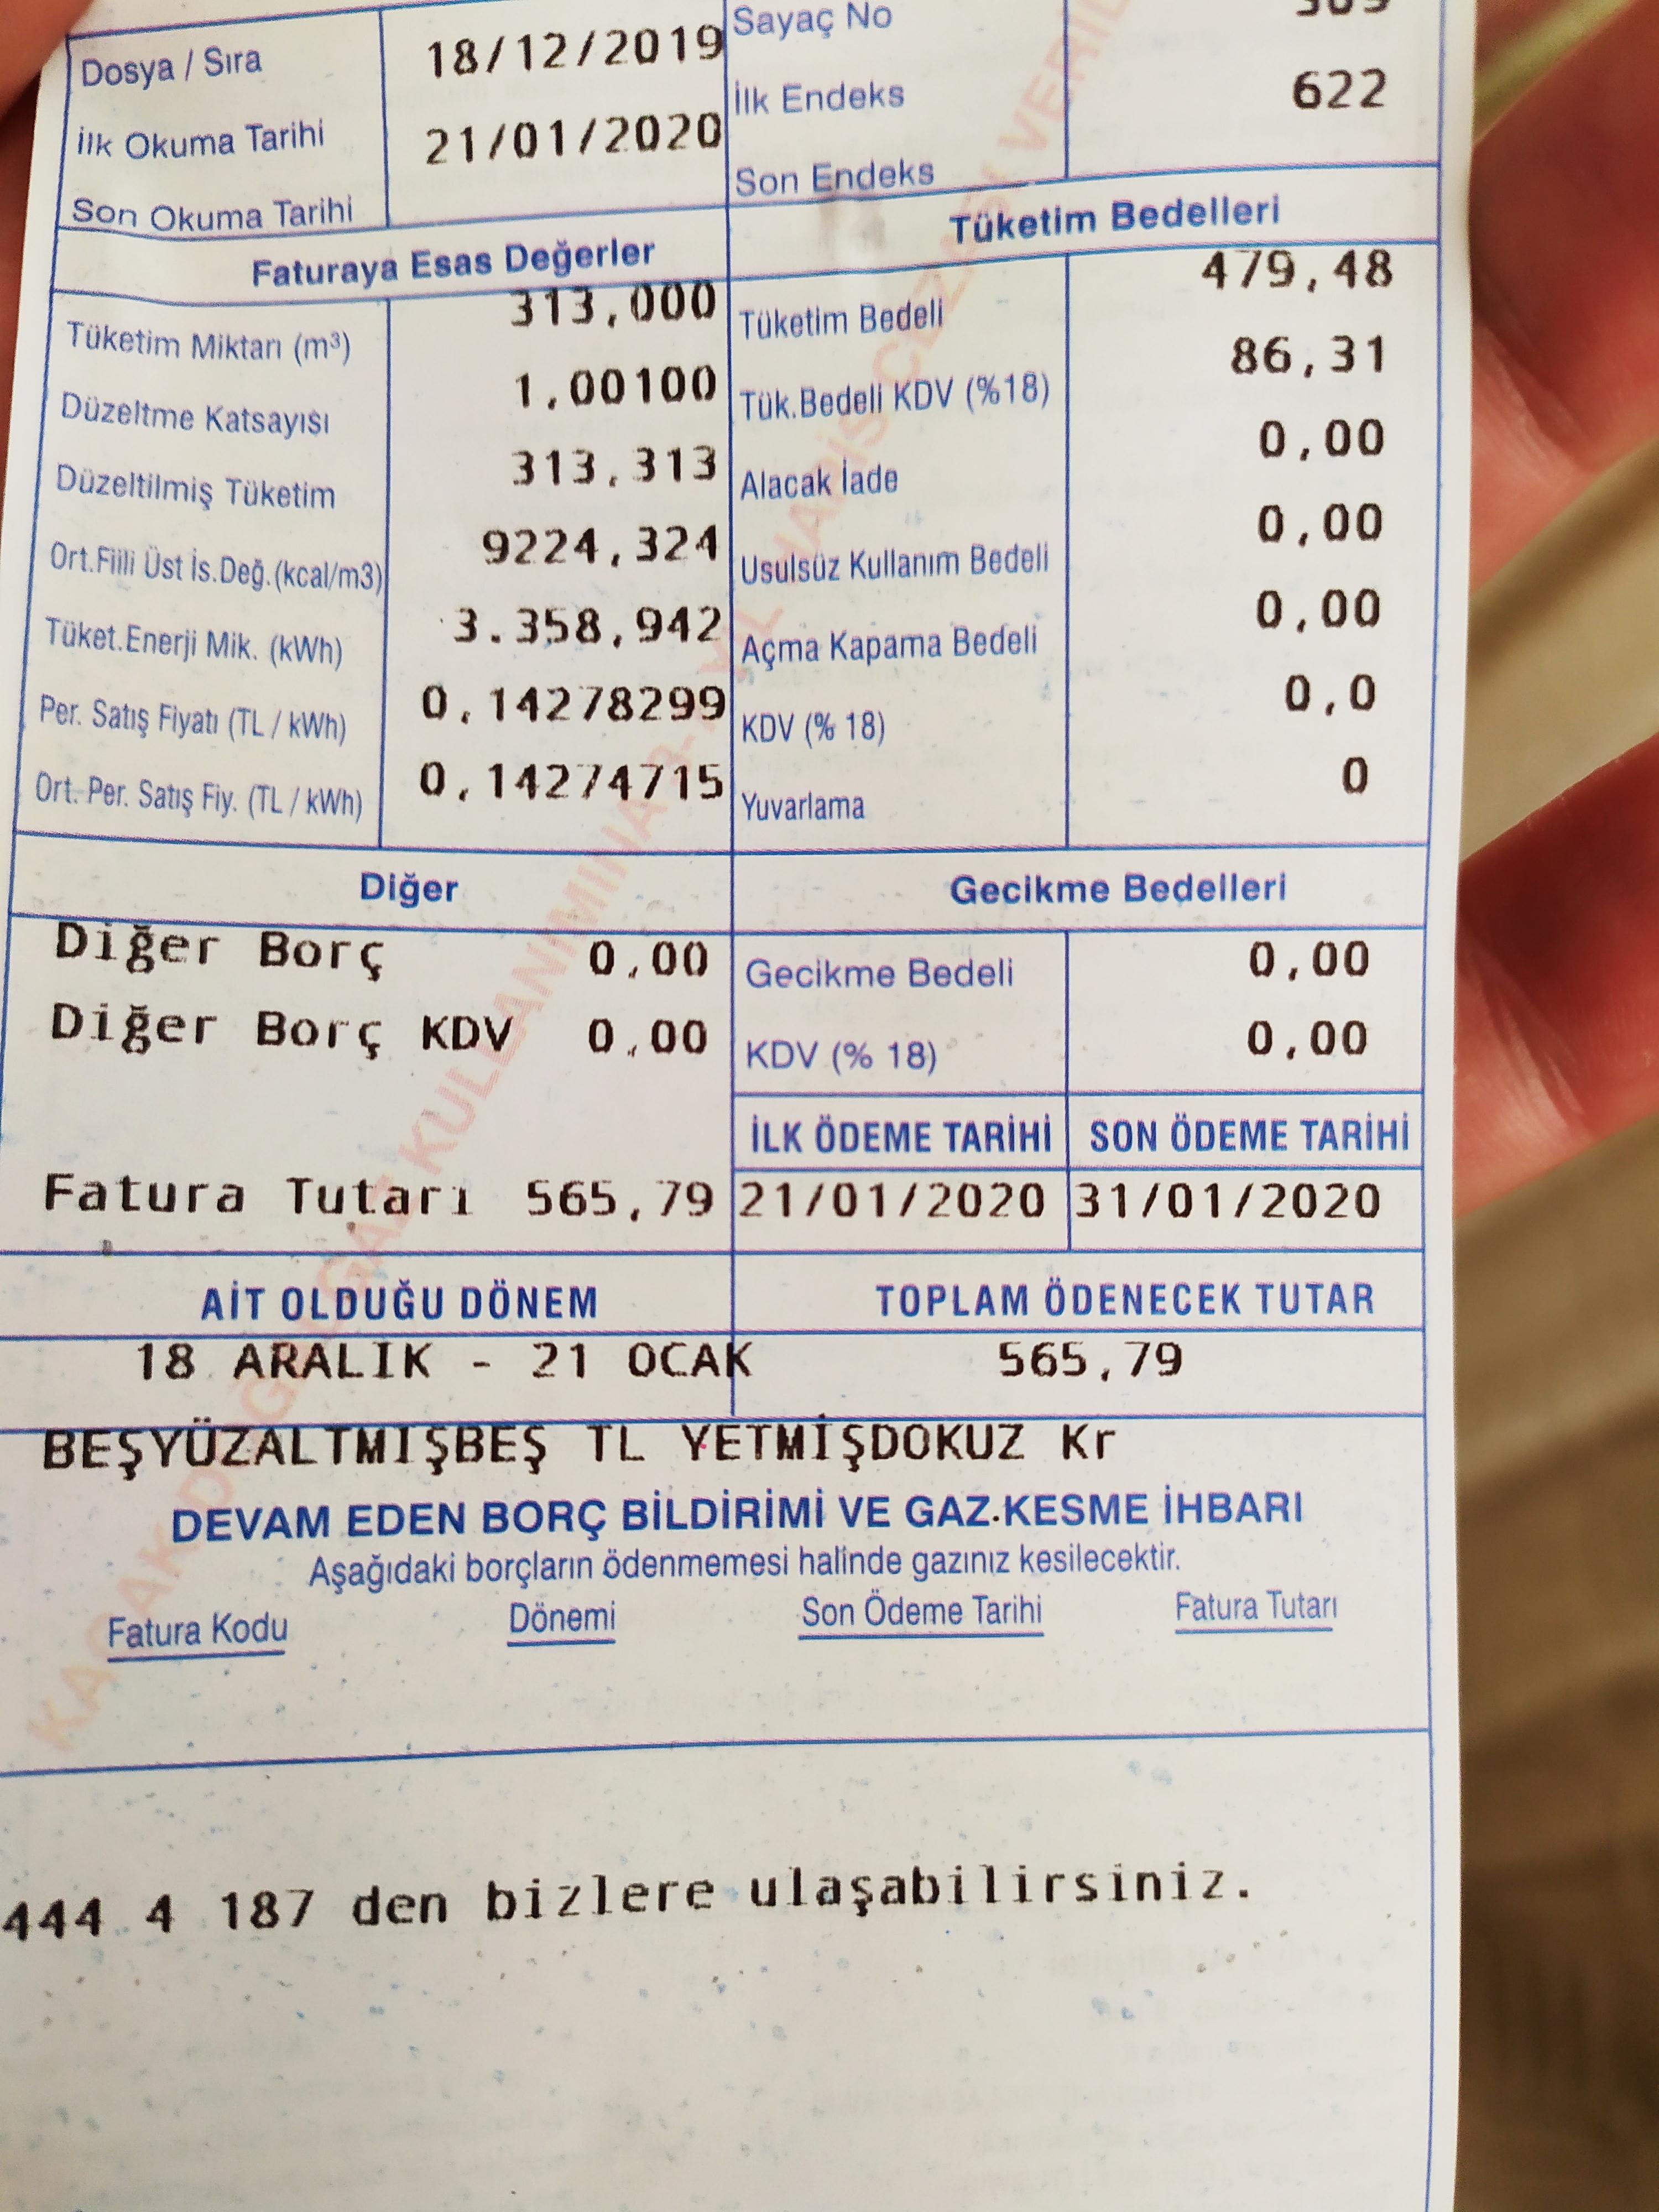 Dosya / Sıra 18/12/2019 Sayaç No
İlk Okuma Tarihi 21/01/2020 İlk Endeks 622
Son Okuma Tarihi Son Endeks
Faturaya Esas Değerler Tüketim Bedelleri
Tüketim Miktarı (m³) 313,000 Tüketim Bedeli 479,48
Düzeltme Katsayısı 1,00100 Tük.Bedeli KDV (%18) 86,31
Düzeltilmiş Tüketim 313,313 Alacak İade 0,00
Ort.Fiili Üst Is.Değ.(kcal/m3) 9224,324 Usulsüz Kullanım Bedeli 0,00
Tüket.Enerji Mik. (kWh) 3.358,942 Açma Kapama Bedeli 0,00
Per. Satış Fiyatı (TL / kWh) 0,14278299 KDV (% 18) 0,0
Ort. Per. Satış Fiy. (TL / kWh) 0,14274715 Yuvarlama 0
Diğer Gecikme Bedelleri
Diğer Borç 0,00 Gecikme Bedeli 0,00
Diğer Borç KDV 0,00 KDV (% 18) 0,00
İLK ÖDEME TARİHİ SON ÖDEME TARİHİ
Fatura Tutarı 565,79 21/01/2020 31/01/2020
AİT OLDUĞU DÖNEM TOPLAM ÖDENECEK TUTAR
18 ARALIK - 21 OCAK 565,79
BEŞYÜZALTMIŞBEŞ TL YETMİŞDOKUZ Kr
DEVAM EDEN BORÇ BİLDİRİMİ VE GAZ KESME İHBARI
Aşağıdaki borçların ödenmemesi halinde gazınız kesilecektir.
Fatura Kodu Dönemi Son Ödeme Tarihi Fatura Tutarı
444 4 187 den bizlere ulaşabilirsiniz.